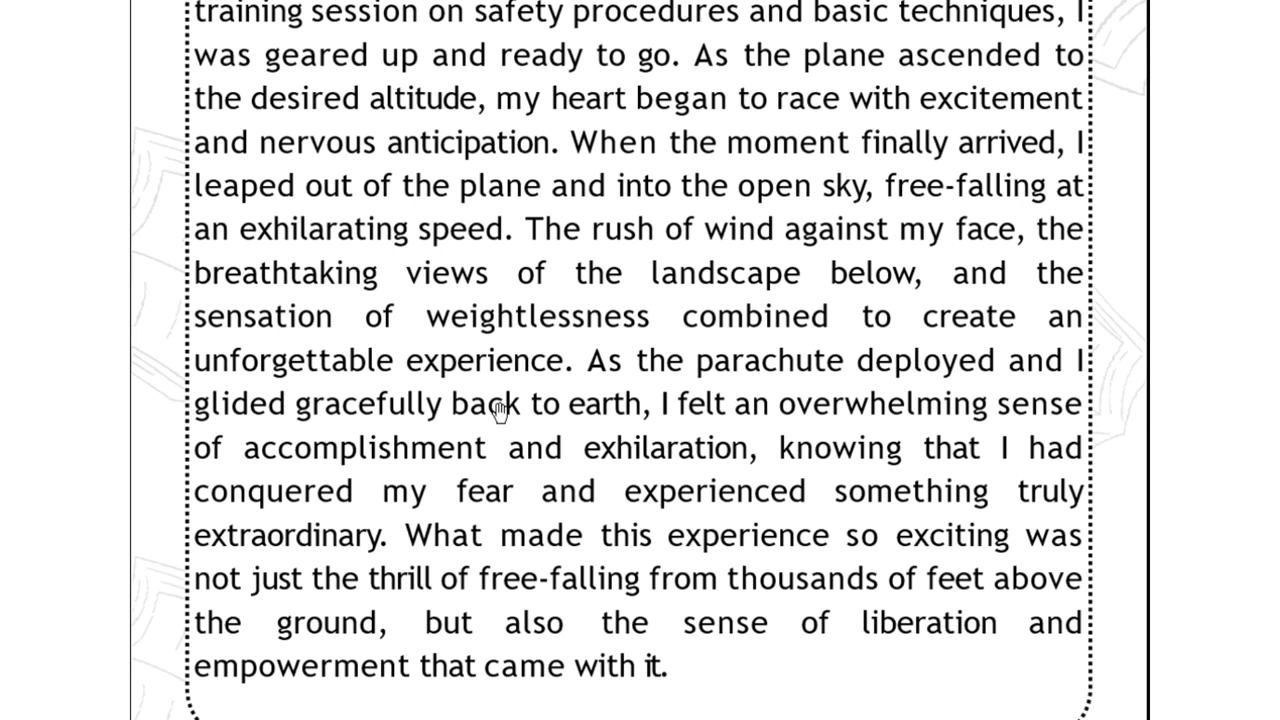 training session on safety procedures and basic techniques, I
was geared up and ready to go. As the plane ascended to
the desired altitude, my heart began to race with excitement
and nervous anticipation. When the moment finally arrived, I
leaped out of the plane and into the open sky, free-falling at
an exhilarating speed. The rush of wind against my face, the
breathtaking views of the landscape below, and the
sensation of weightlessness combined to create an
unforgettable experience. As the parachute deployed and I
glided gracefully back to earth, I felt an overwhelming sense
of accomplishment and exhilaration, knowing that I had
conquered my fear and experienced something truly
extraordinary. What made this experience so exciting was
not just the thrill of free-falling from thousands of feet above
the ground, but also the sense of liberation and
empowerment that came with it.